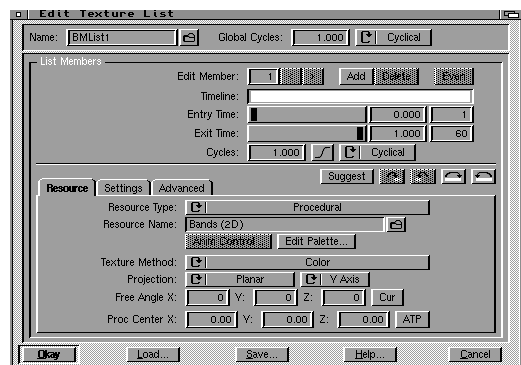 Edit Texture List
Name: BMList1 Global Cycles: 1.000 Cyclical
List Members
Edit Member: 1 < > Add Delete Even
Timeline:
Entry Time: 0.000 1
Exit Time: 1.000 60
Cycles: 1.000 Cyclical
Suggest
Resource Settings Advanced
Resource Type: Procedural
Resource Name: Bands (2D)
Anim Control Edit Palette...
Texture Method: Color
Projection: Planar Y Axis
Free Angle X: 0 Y: 0 Z: 0 Cur
Proc Center X: 0.00 Y: 0.00 Z: 0.00 ATP
Okay Load... Save... Help... Cancel